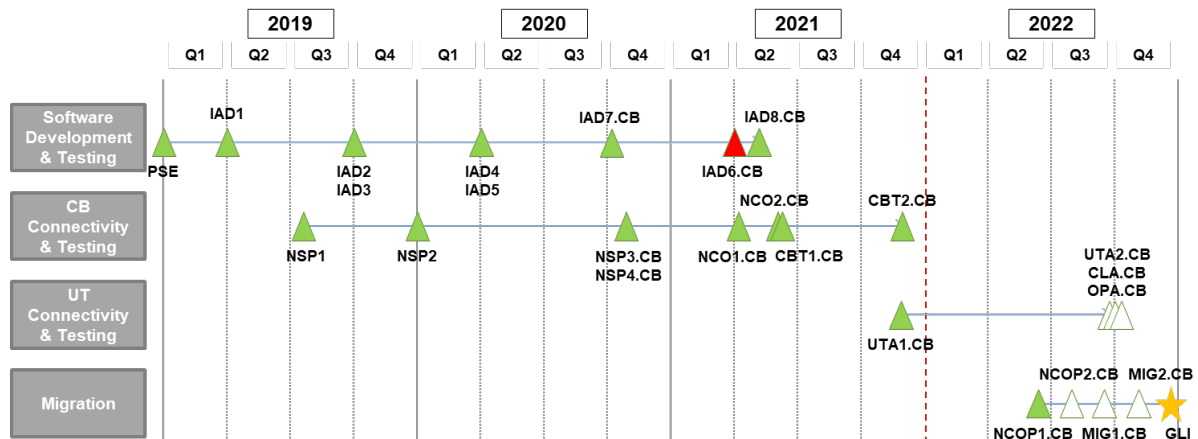 2019
2020
2021
2022
Q1
Q2
Q3
Q4
Q1
Q2
Q3
Q4
Q1
Q2
Q3
Q4
Q1
Q2
Q3
Q4
Software
Development
& Testing
IAD1
IAD7.CB
IAD8.CB
PSE
IAD2
IAD3
IAD4
IAD5
IAD6.CB
CB
Connectivity
& Testing
NCO2.CB
CBT2.CB
NSP1
NSP2
NSP3.CB
NSP4.CB
NCO1.CB
CBT1.CB
UT
Connectivity
& Testing
UTA2.CB
CLA.CB
OPA.CB
UTA1.CB
Migration
NCOP2.CB
MIG2.CB
NCOP1.CB
MIG1.CB
GLI